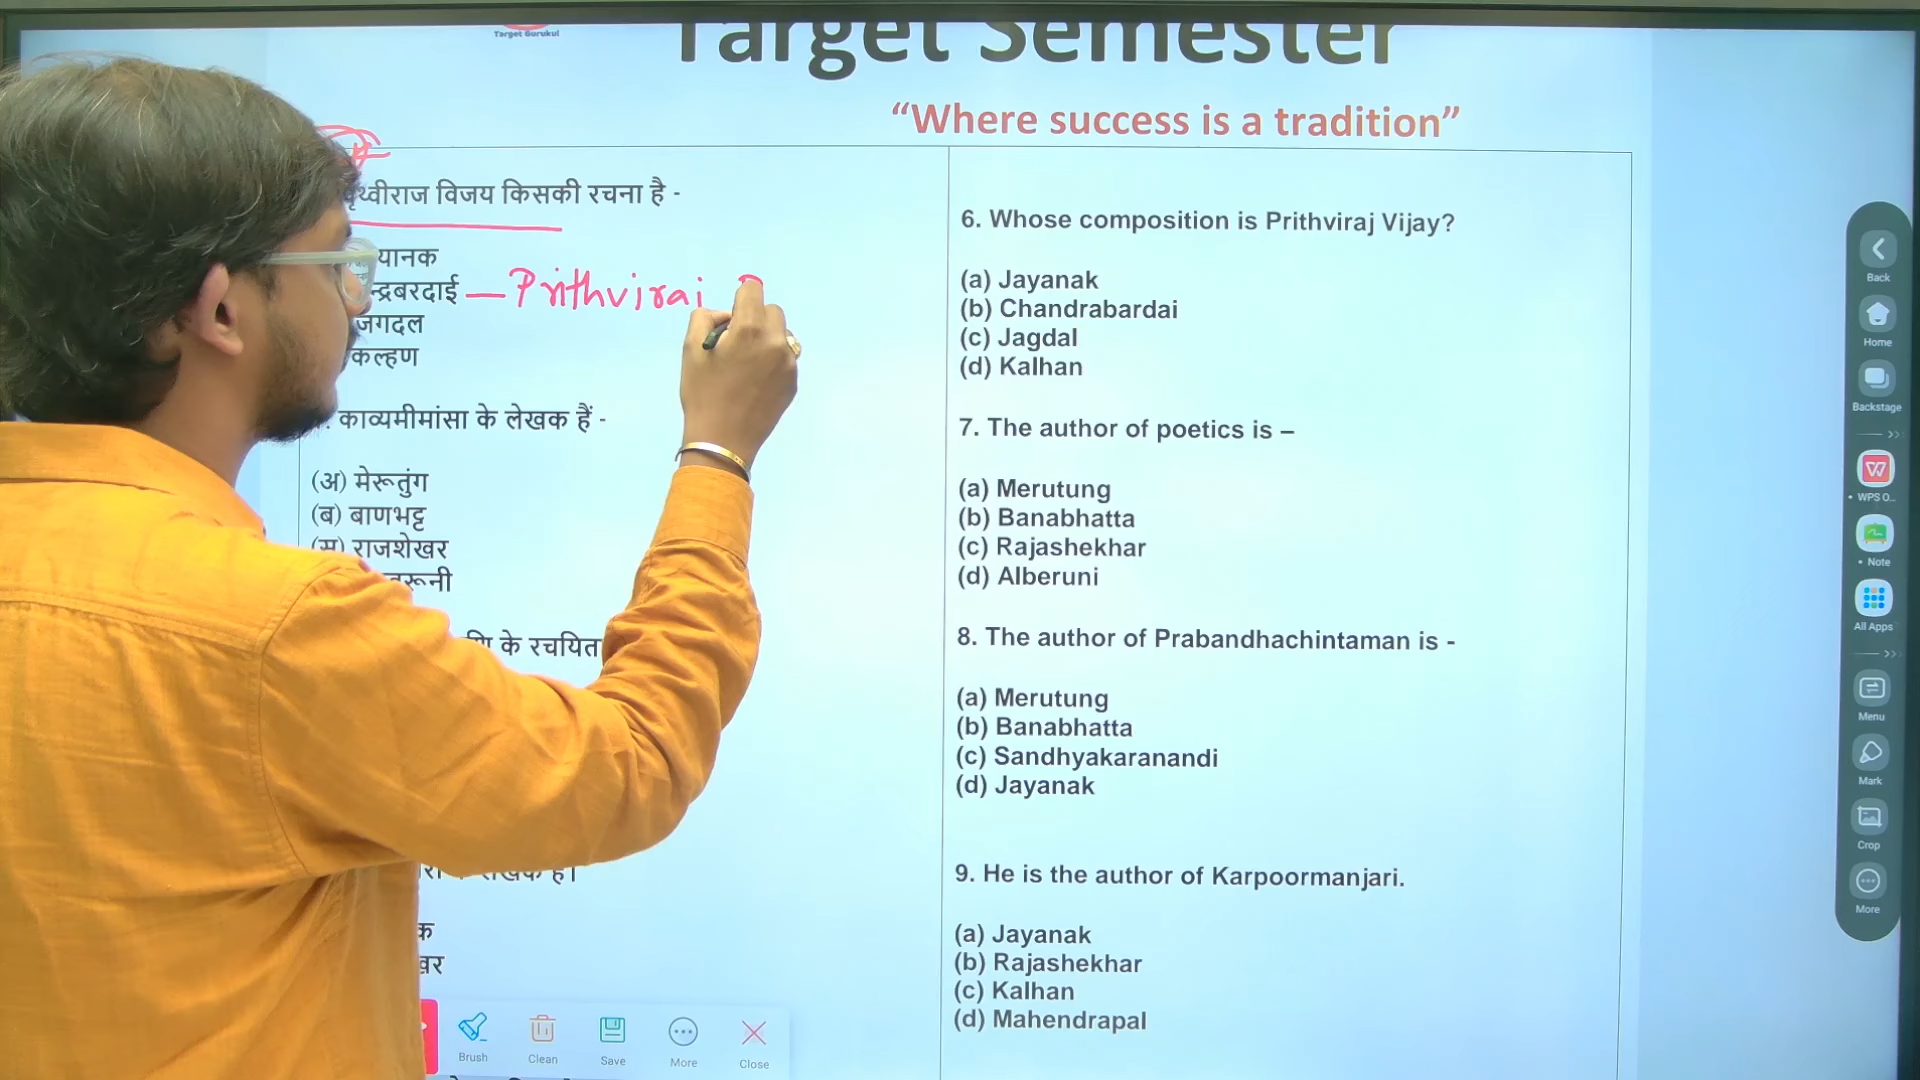 Target Gurukul
Target Semester
“Where success is a tradition”
पृथ्वीराज विजय किसकी रचना है -
यानक
न्द्रबरदाई — Prithviraj
जगदल
कल्हण
काव्यमीमांसा के लेखक हैं -
(अ) मेरूतुंग
(ब) बाणभट्ट
(स) राजशेखर
रूनी
के रचयित
6. Whose composition is Prithviraj Vijay?
(a) Jayanak
(b) Chandrabardai
(c) Jagdal
(d) Kalhan
7. The author of poetics is –
(a) Merutung
(b) Banabhatta
(c) Rajashekhar
(d) Alberuni
8. The author of Prabandhachintaman is -
(a) Merutung
(b) Banabhatta
(c) Sandhyakaranandi
(d) Jayanak
9. He is the author of Karpoormanjari.
(a) Jayanak
(b) Rajashekhar
(c) Kalhan
(d) Mahendrapal
Back
Home
Backstage
WPS O...
Note
All Apps
Menu
Mark
Crop
More
Brush
Clean
Save
More
Close